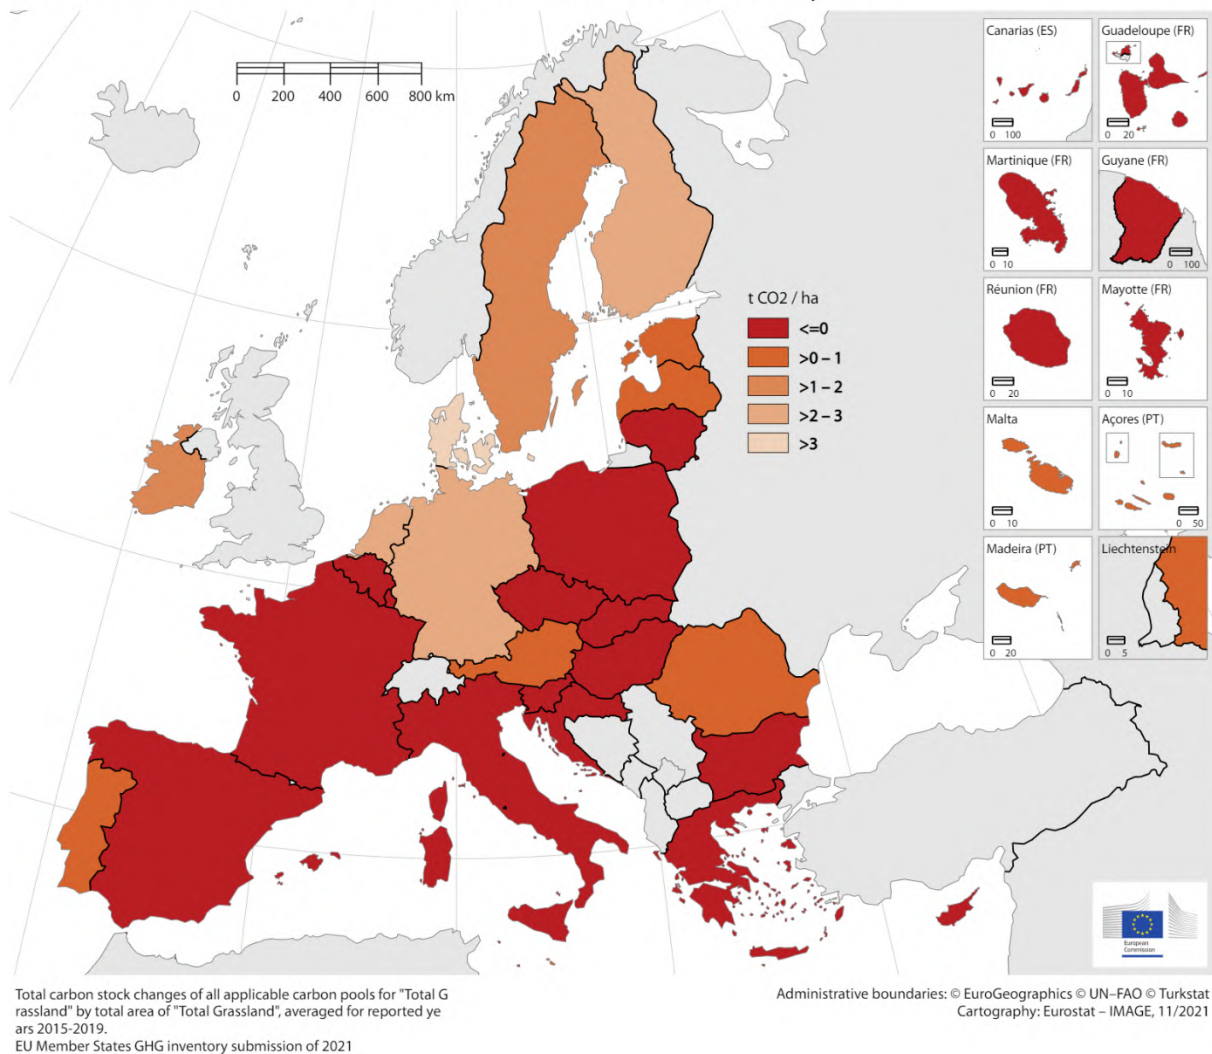 0 200 400 600 800 km
Canarias (ES)
0 100
Guadeloupe (FR)
0 20
Martinique (FR)
0 10
Guyane (FR)
0 100
Réunion (FR)
0 20
Mayotte (FR)
0 10
t CO2 / ha
<=0
>0 – 1
>1 – 2
>2 – 3
>3
Malta
0 10
Açores (PT)
0 50
Madeira (PT)
0 20
Liechtenstein
0 5
European
Commission
Total carbon stock changes of all applicable carbon pools for "Total G
rassland" by total area of "Total Grassland", averaged for reported ye
ars 2015-2019.
EU Member States GHG inventory submission of 2021
Administrative boundaries: © EuroGeographics © UN–FAO © Turkstat
Cartography: Eurostat – IMAGE, 11/2021